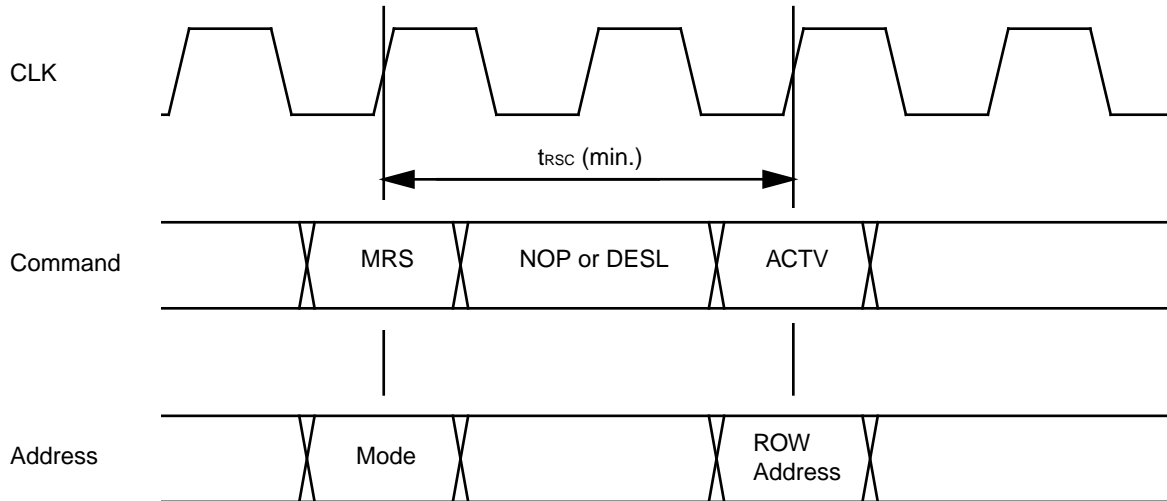 CLK
tRSC (min.)
Command
MRS
NOP or DESL
ACTV
Address
Mode
ROW
Address